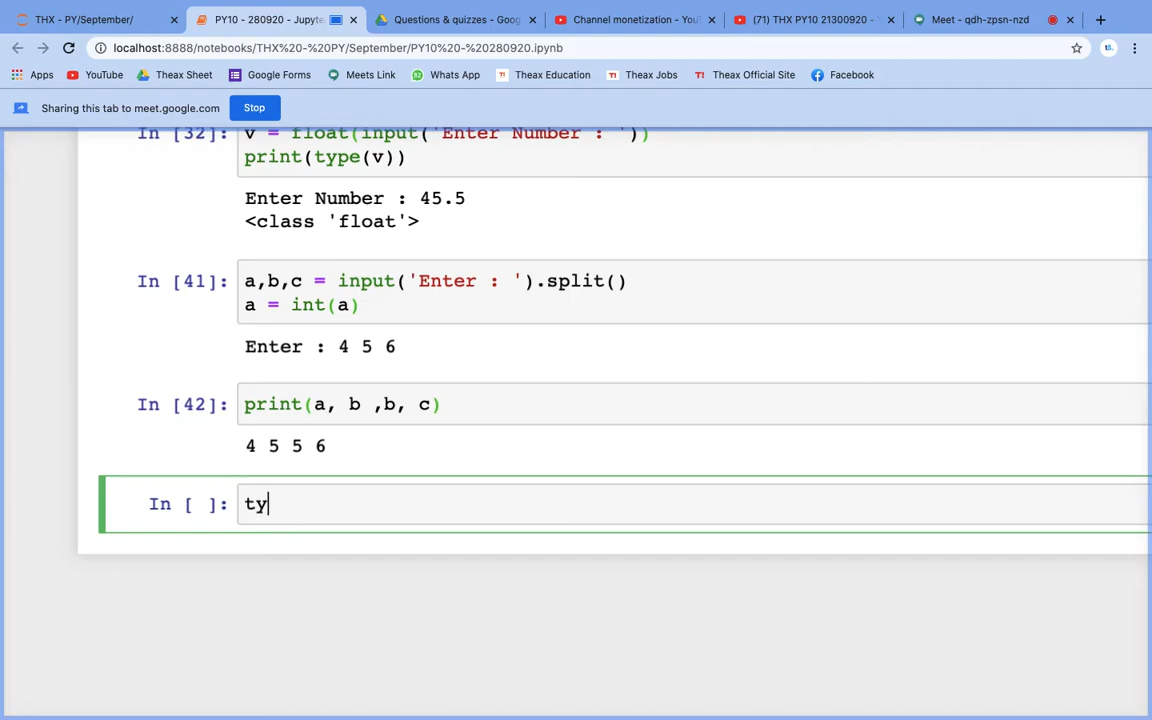 THX - PY/September/
PY10 - 280920 - Jupyte
Questions & quizzes - Goog
Channel monetization - You
(71) THX PY10 21300920 -
Meet - qdh-zpsn-nzd
localhost:8888/notebooks/THX%20-%20PY/September/PY10%20-%20280920.ipynb
t8.
Apps YouTube Theax Sheet Google Forms Meets Link Whats App Theax Education Theax Jobs Theax Official Site Facebook
Sharing this tab to meet.google.com Stop
In [32]: v = float(input('Enter Number : '))
print(type(v))
Enter Number : 45.5
<class 'float'>
In [41]: a,b,c = input('Enter : ').split()
a = int(a)
Enter : 4 5 6
In [42]: print(a, b ,b, c)
4 5 5 6
In [ ]: ty